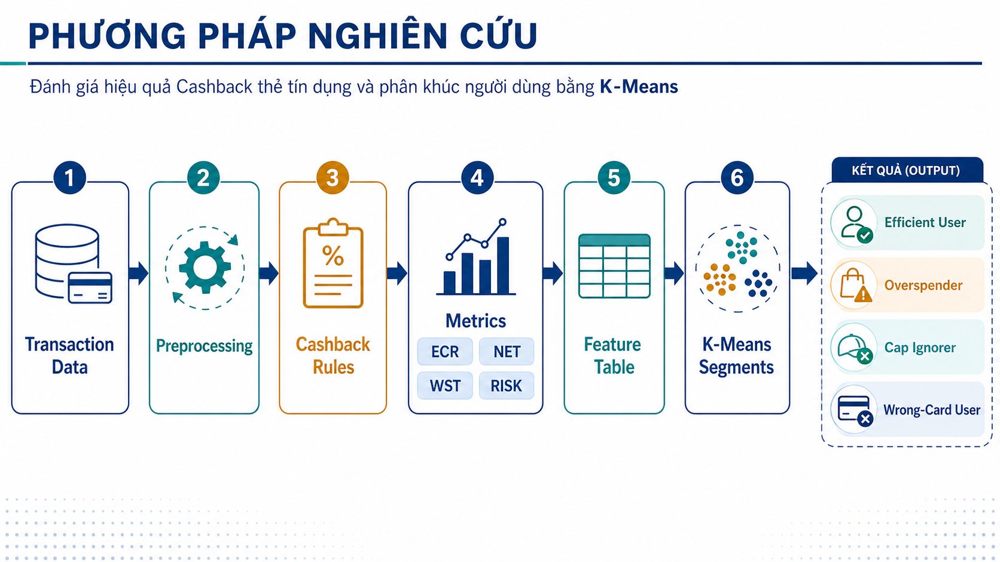 PHƯƠNG PHÁP NGHIÊN CỨU
Đánh giá hiệu quả Cashback thẻ tín dụng và phân khúc người dùng bằng K-Means
1
Transaction
Data
2
Preprocessing
3
%
Cashback
Rules
4
Metrics
ECR
NET
WST
RISK
5
Feature
Table
6
K-Means
Segments
KẾT QUẢ (OUTPUT)
Efficient User
Overspender
Cap Ignorer
Wrong-Card User